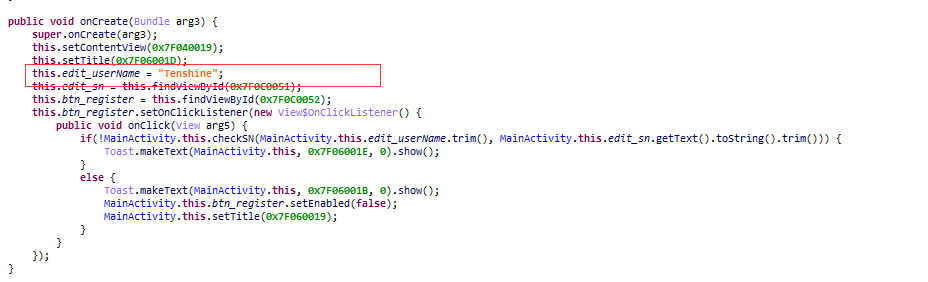 public void onCreate(Bundle arg3) {
super.onCreate(arg3);
this.setContentView(0x7F040019);
this.setTitle(0x7F06001D);
this.edit_userName = "Tenshine";
this.edit_sn = this.findViewById(0x7F0C0051);
this.btn_register = this.findViewById(0x7F0C0052);
this.btn_register.setOnClickListener(new View$OnClickListener() {
public void onClick(View arg5) {
if(!MainActivity.this.checkSN(MainActivity.this.edit_userName.trim(), MainActivity.this.edit_sn.getText().toString().trim())) {
Toast.makeText(MainActivity.this, 0x7F06001E, 0).show();
}
else {
Toast.makeText(MainActivity.this, 0x7F06001B, 0).show();
MainActivity.this.btn_register.setEnabled(false);
MainActivity.this.setTitle(0x7F060019);
}
}
});
}